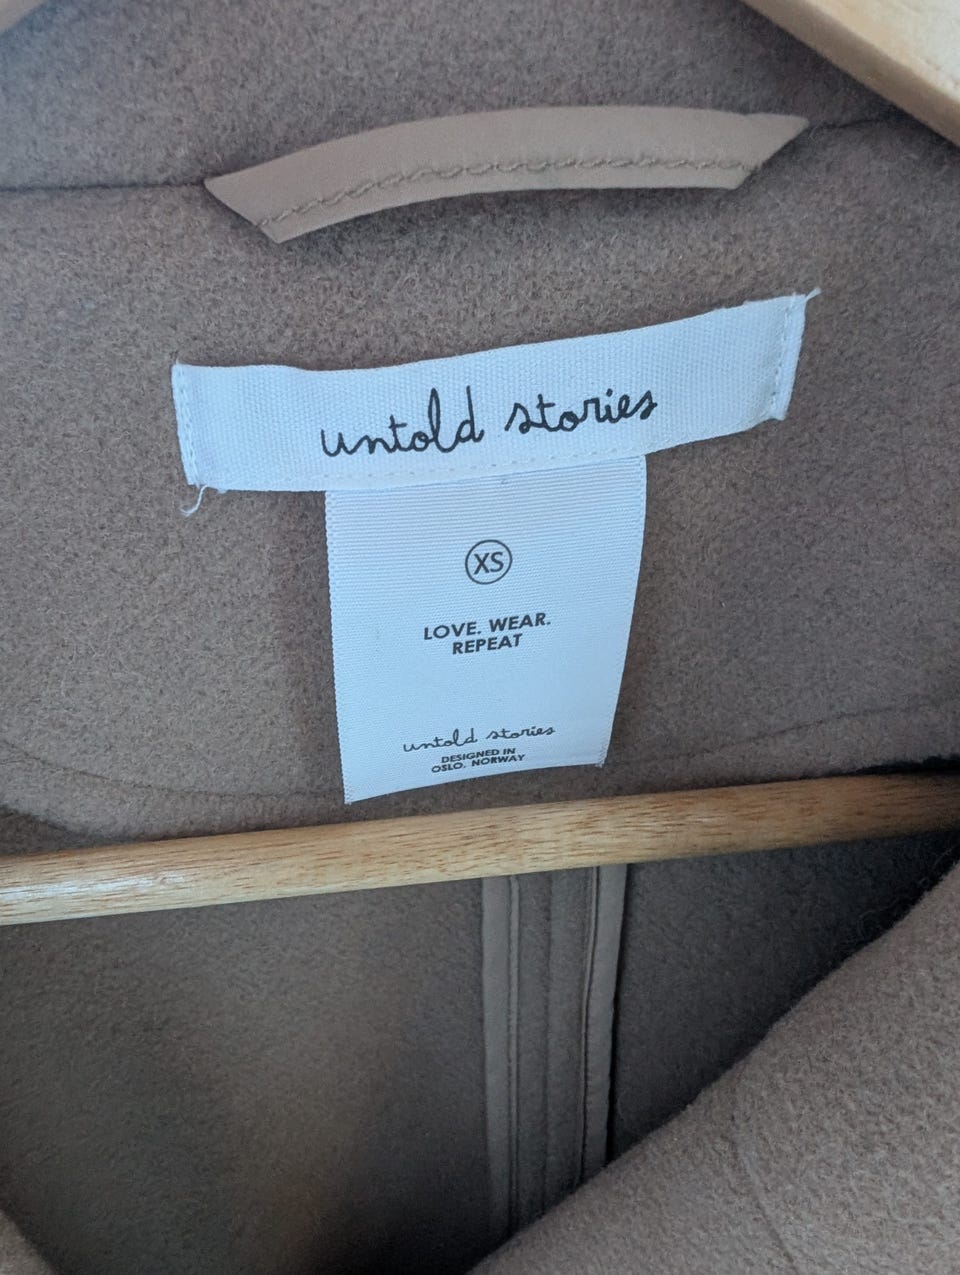 untold stories
XS
LOVE. WEAR.
REPEAT
untold stories
DESIGNED IN
OSLO, NORWAY